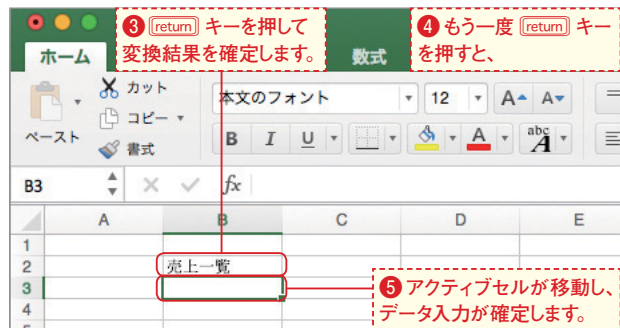 ❸ return キーを押して
変換結果を確定します。
❹ もう一度 return キー
を押すと、
ホーム
数式
ペースト
カット
コピー
書式
本文のフォント
12
A A
B I U A abc A
B3
fx
A B C D E
1
2 売上一覧
3
4
❺ アクティブセルが移動し、
データ入力が確定します。